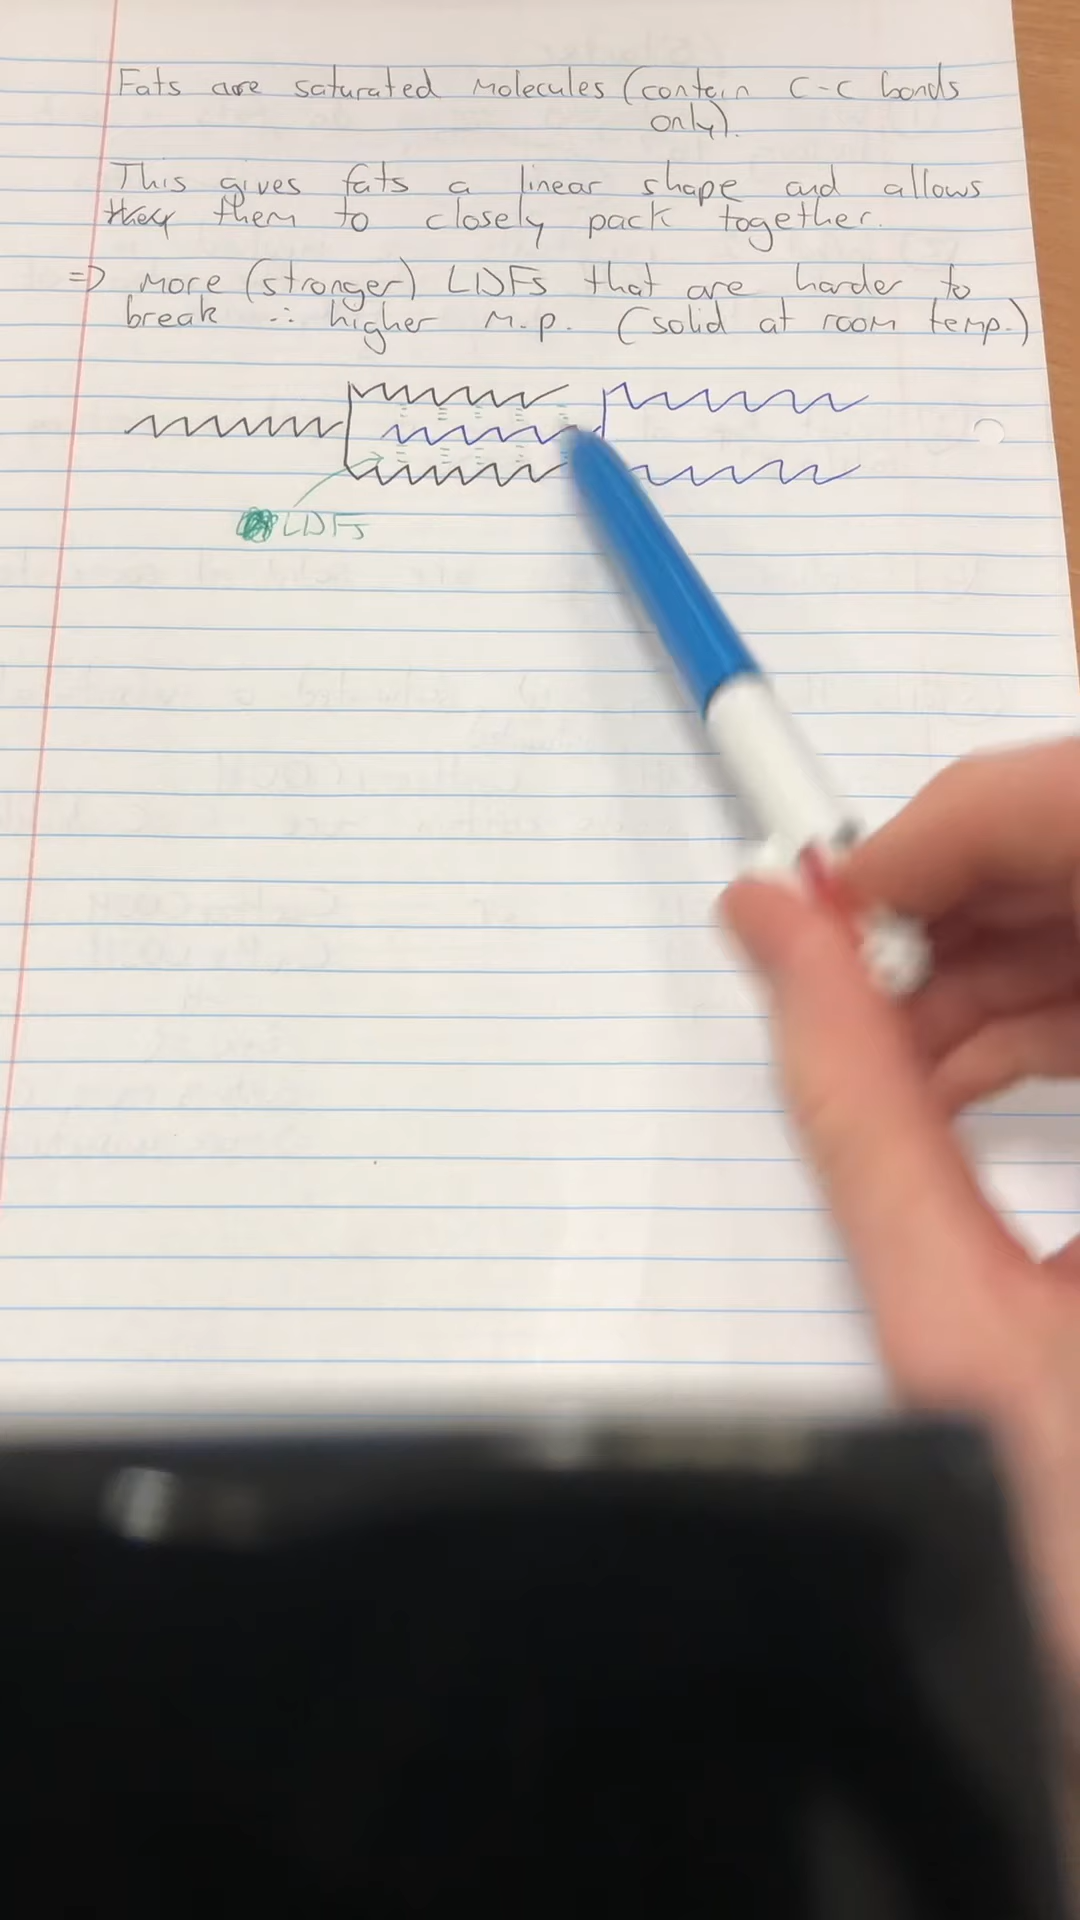 Fats are saturated molecules (contain C-C bonds
only).
This gives fats a linear shape and allows
they them to closely pack together.
=> more (stronger) LDFs that are harder to
break ∴ higher m.p. (solid at room temp.)
LDFs